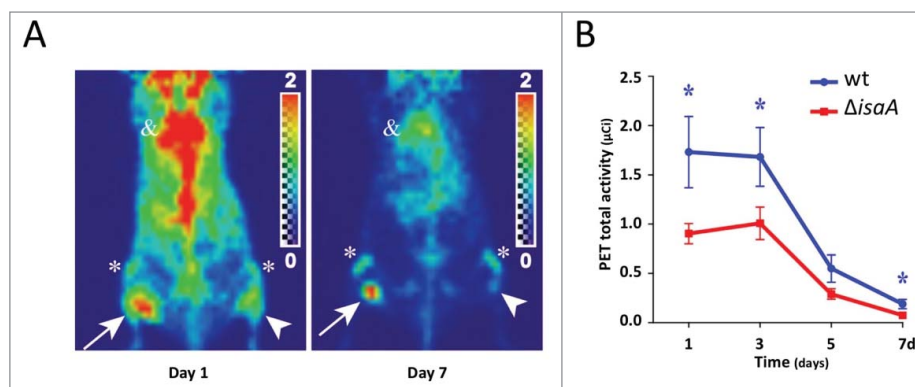 A
&
*
*
2
0
Day 1
&
*
*
2
0
Day 7
B
PET total activity (μCi)
2.5
2.0
1.5
1.0
0.5
0.0
* * *
wt
ΔisaA
1 3 5 7d
Time (days)